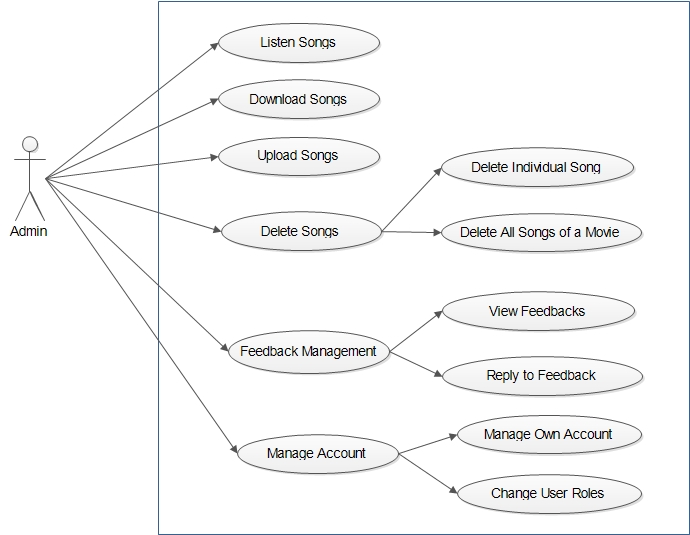 Listen Songs
Download Songs
Upload Songs
Delete Individual Song
Admin
Delete Songs
Delete All Songs of a Movie
View Feedbacks
Feedback Management
Reply to Feedback
Manage Own Account
Manage Account
Change User Roles